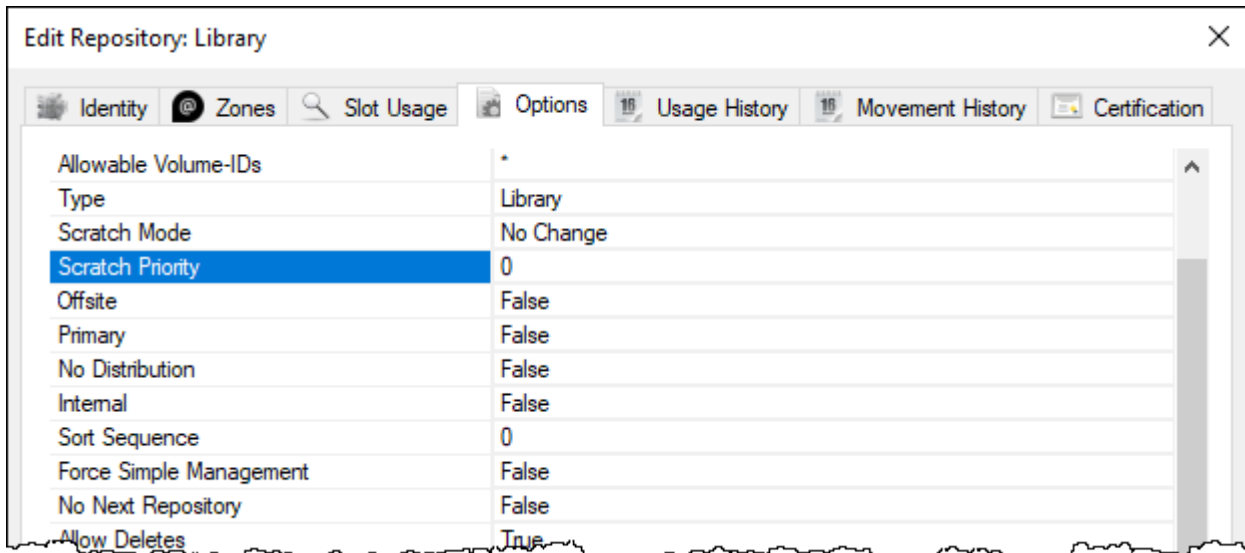 Edit Repository: Library
Identity Zones Slot Usage Options Usage History Movement History Certification
Allowable Volume-IDs *
Type Library
Scratch Mode No Change
Scratch Priority 0
Offsite False
Primary False
No Distribution False
Internal False
Sort Sequence 0
Force Simple Management False
No Next Repository False
Allow Deletes True